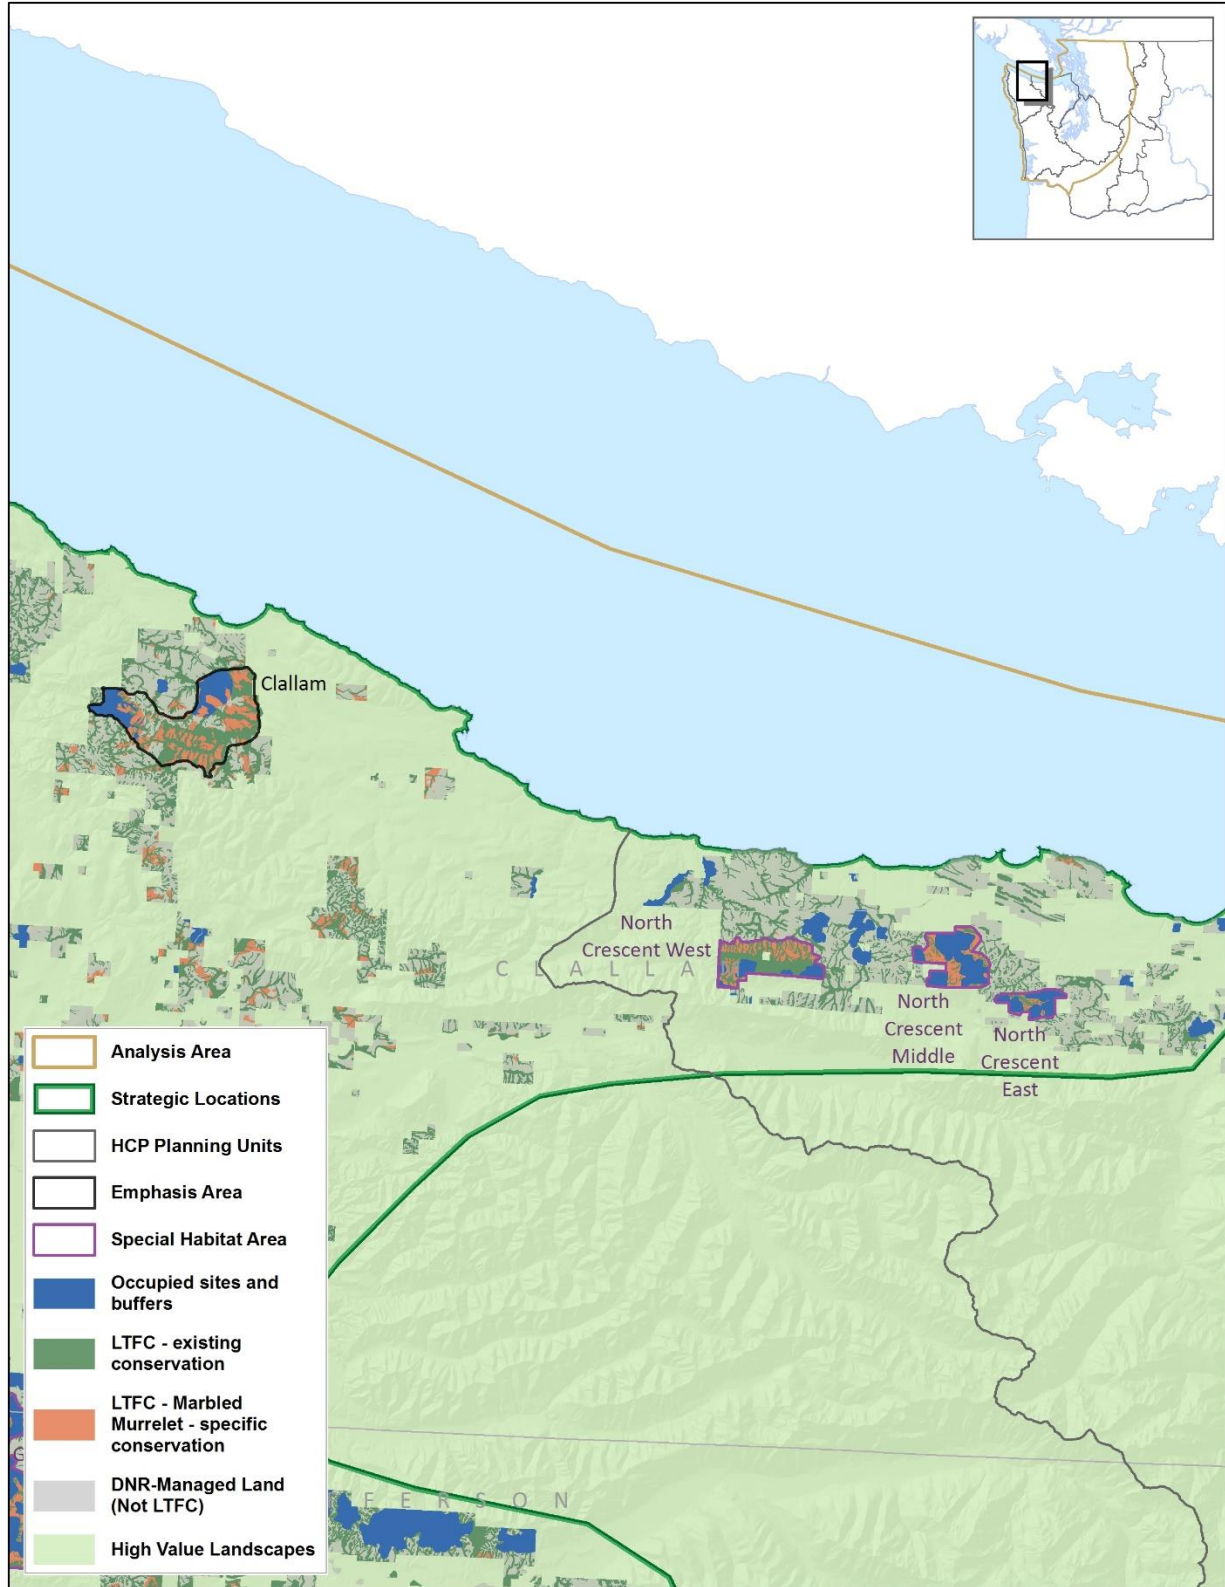 Clallam
North
Crescent West
C L A L L A
North
Crescent
Middle
North
Crescent
East
Analysis Area
Strategic Locations
HCP Planning Units
Emphasis Area
Special Habitat Area
Occupied sites and
buffers
LTFC - existing
conservation
LTFC - Marbled
Murrelet - specific
conservation
DNR-Managed Land
(Not LTFC)
High Value Landscapes
F E R S O N